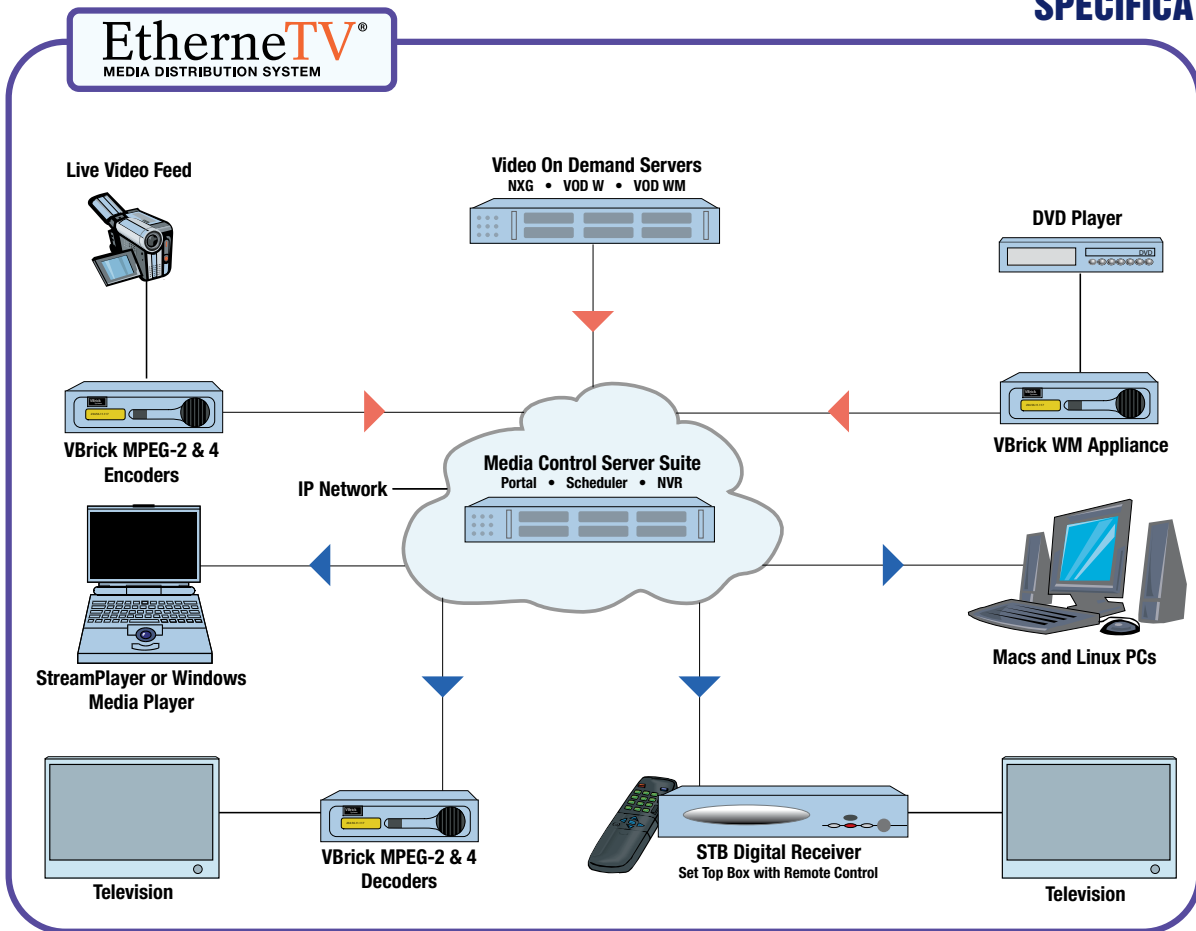 SPECIFICA
EtherneTV®
MEDIA DISTRIBUTION SYSTEM
Live Video Feed
Video On Demand Servers
NXG • VOD W • VOD WM
DVD Player
DVD
VBrick MPEG-2 & 4
Encoders
VBrick WM Appliance
IP Network
Media Control Server Suite
Portal • Scheduler • NVR
StreamPlayer or Windows
Media Player
Macs and Linux PCs
Television
VBrick MPEG-2 & 4
Decoders
STB Digital Receiver
Set Top Box with Remote Control
Television